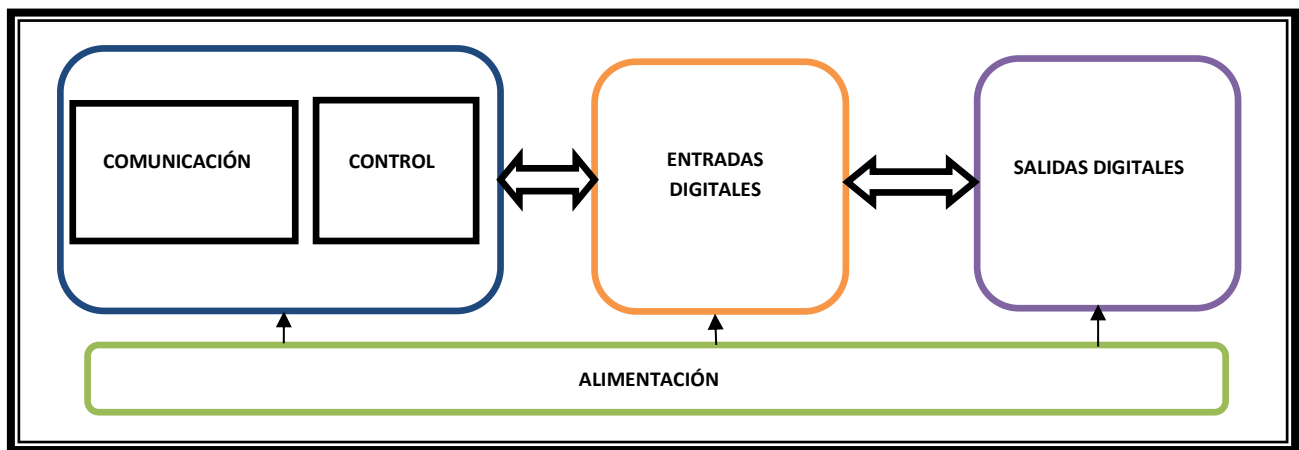 COMUNICACIÓN
CONTROL
ENTRADAS
DIGITALES
SALIDAS DIGITALES
ALIMENTACIÓN